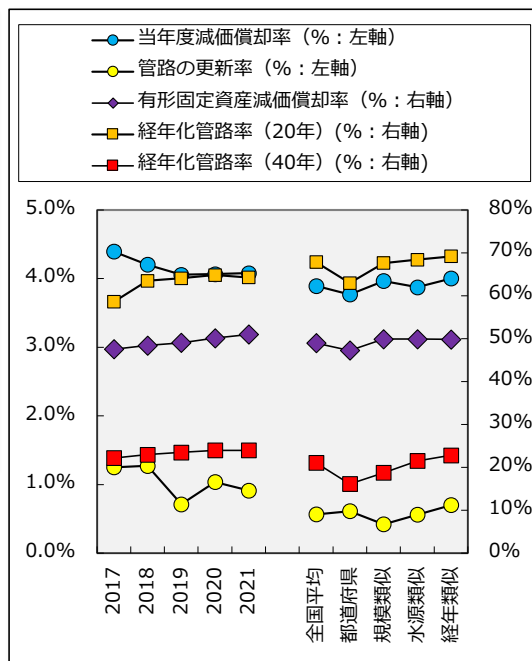 当年度減価償却率（%：左軸）
管路の更新率（%：左軸）
有形固定資産減価償却率（%：右軸）
経年化管路率（20年）(%：右軸)
経年化管路率（40年）(%：右軸)
5.0%
4.0%
3.0%
2.0%
1.0%
0.0%
80%
70%
60%
50%
40%
30%
20%
10%
0%
2017
2018
2019
2020
2021
全国平均
都道府県
規模類似
水源類似
経年類似